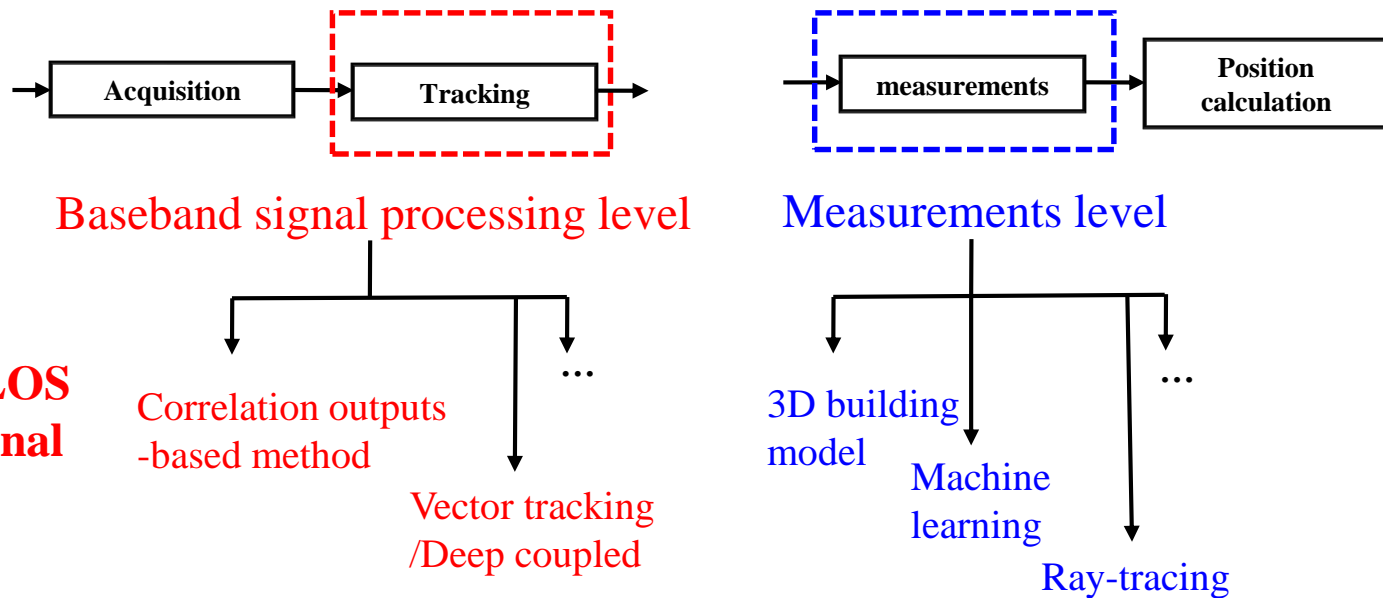 Acquisition
Tracking
measurements
Position
calculation
Baseband signal processing level
Measurements level
LOS
nal
Correlation outputs
-based method
Vector tracking
/Deep coupled
...
3D building
model
Machine
learning
Ray-tracing
...